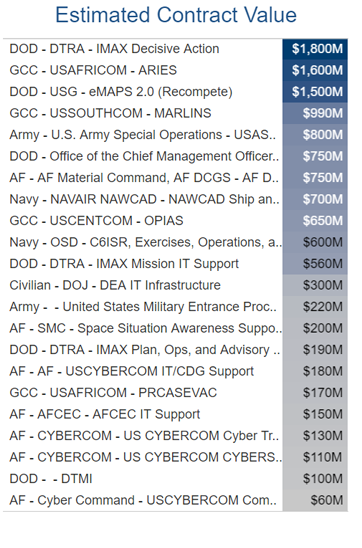 Estimated Contract Value
DOD - DTRA - IMAX Decisive Action $1,800M
GCC - USAFRICOM - ARIES $1,600M
DOD - USG - eMAPS 2.0 (Recompete) $1,500M
GCC - USSOUTHCOM - MARLINS $990M
Army - U.S. Army Special Operations - USAS.. $800M
DOD - Office of the Chief Management Officer.. $750M
AF - AF Material Command, AF DCGS - AF D.. $750M
Navy - NAVAIR NAWCAD - NAWCAD Ship an.. $700M
GCC - USCENTCOM - OPIAS $650M
Navy - OSD - C6ISR, Exercises, Operations, a.. $600M
DOD - DTRA - IMAX Mission IT Support $560M
Civilian - DOJ - DEA IT Infrastructure $300M
Army - - United States Military Entrance Proc.. $220M
AF - SMC - Space Situation Awareness Suppo.. $200M
DOD - DTRA - IMAX Plan, Ops, and Advisory .. $190M
AF - AF - USCYBERCOM IT/CDG Support $180M
GCC - USAFRICOM - PRCASEVAC $170M
AF - AFCEC - AFCEC IT Support $150M
AF - CYBERCOM - US CYBERCOM Cyber Tr.. $130M
AF - CYBERCOM - US CYBERCOM CYBERS.. $110M
DOD - - DTMI $100M
AF - Cyber Command - USCYBERCOM Com.. $60M